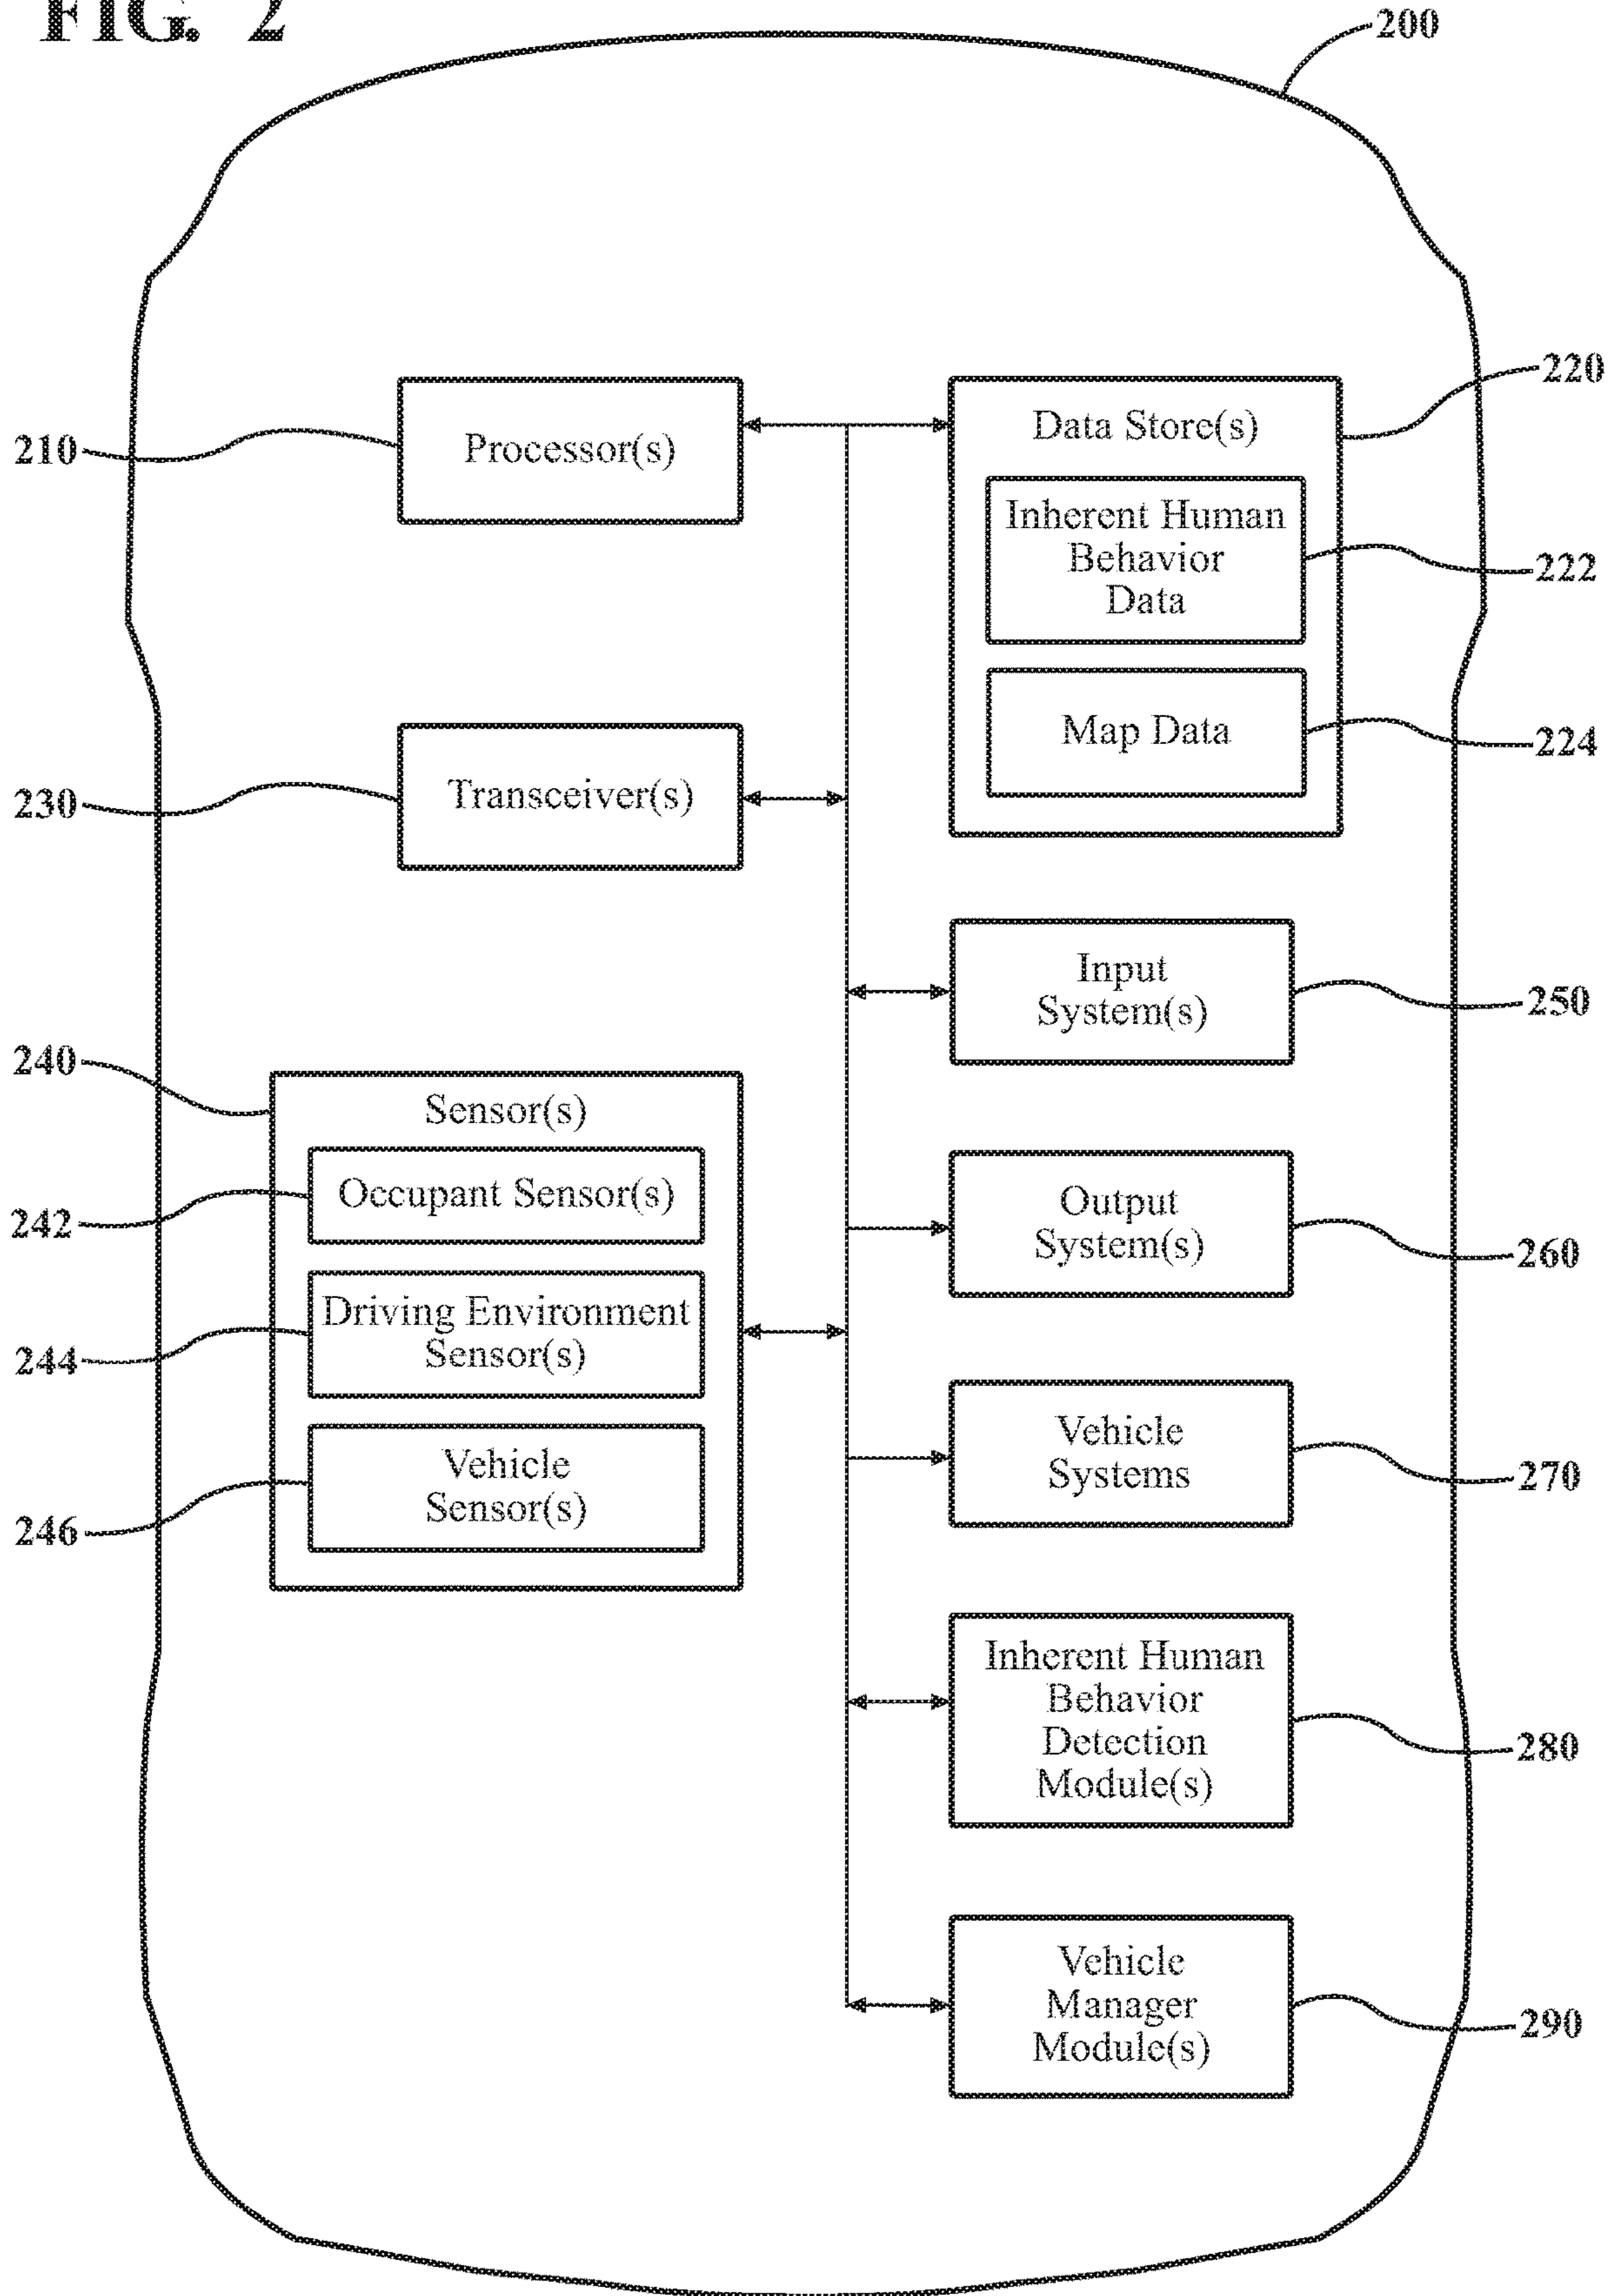 FIG. 2
200
220
Processor(s)
Data Store(s)
210
Inherent Human
Behavior
Data
222
Map Data
224
Transceiver(s)
230
Input
System(s)
250
240
Sensor(s)
Occupant Sensor(s)
242
Output
System(s)
260
Driving Environment
Sensor(s)
244
Vehicle
Systems
270
Vehicle
Sensor(s)
246
Inherent Human
Behavior
Detection
Module(s)
280
Vehicle
Manager
Module(s)
290